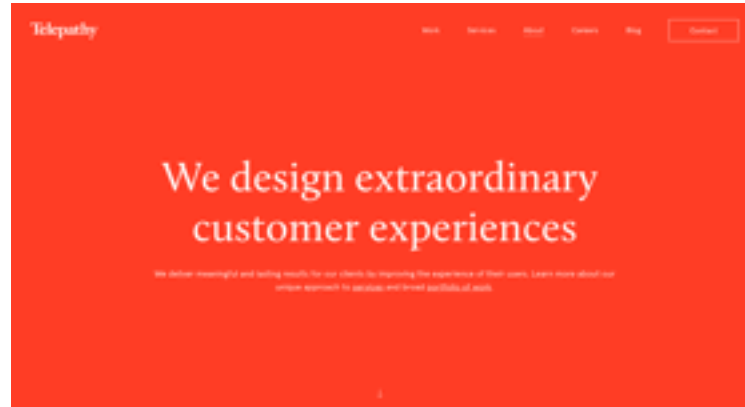 Telepathy
Work Services About Careers Blog Contact
We design extraordinary
customer experiences
We deliver meaningful and lasting results for our clients by improving the experience of their users. Learn more about our
unique approach to services and broad portfolio of work